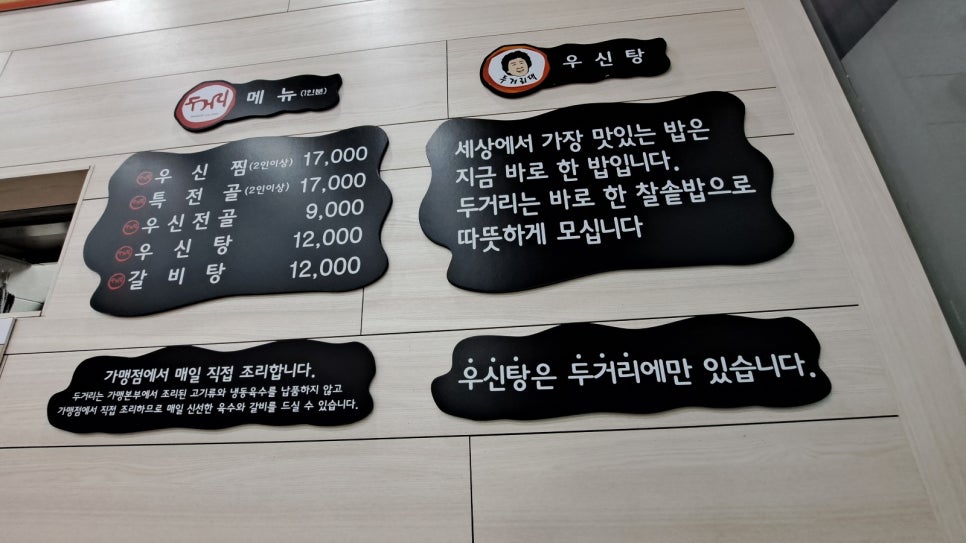 두거리 메뉴 (1인분)
우신찜 (2인이상) 17,000
특전골 (2인이상) 17,000
우신전골 9,000
우신탕 12,000
갈비탕 12,000
가맹점에서 매일 직접 조리합니다.
두거리는 가맹본부에서 조리된 고기류와 냉동육수를 납품하지 않고
가맹점에서 직접 조리하므로 매일 신선한 육수와 갈비를 드실 수 있습니다.
두거리댁 우신탕
세상에서 가장 맛있는 밥은
지금 바로 한 밥입니다.
두거리는 바로 한 찰솥밥으로
따뜻하게 모십니다
우신탕은 두거리에만 있습니다.